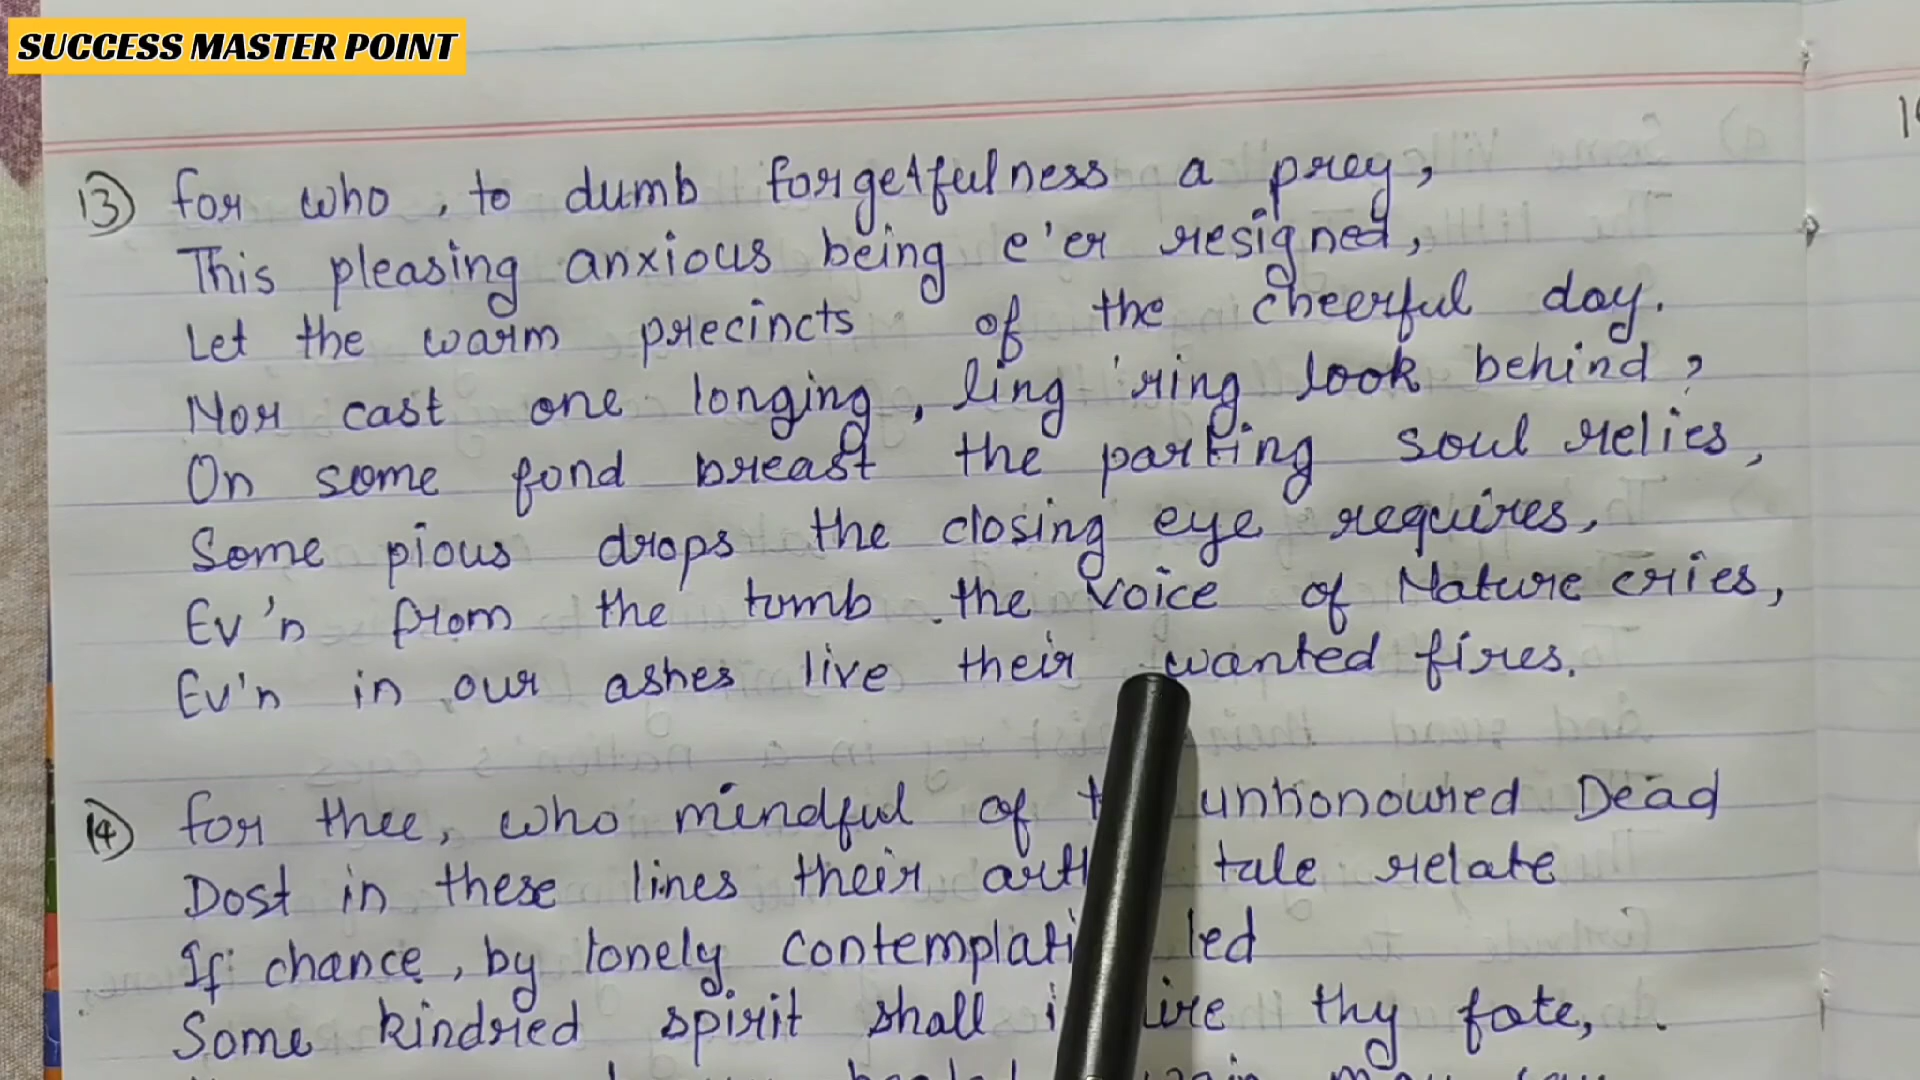 SUCCESS MASTER POINT
13) for who, to dumb forgetfulness a prey,
This pleasing anxious being e'er resigned,
Let the warm precincts of the cheerful day.
Nor cast one longing, ling'ring look behind?
On some fond breast the parting soul relies,
Some pious drops the closing eye requires,
Ev'n from the tomb the voice of Nature cries,
Ev'n in our ashes live their wanted fires.
14) for thee, who mindful of unhonoured Dead
Dost in these lines their tale relate
If chance, by lonely led
Some kindred spirit shall thy fate,